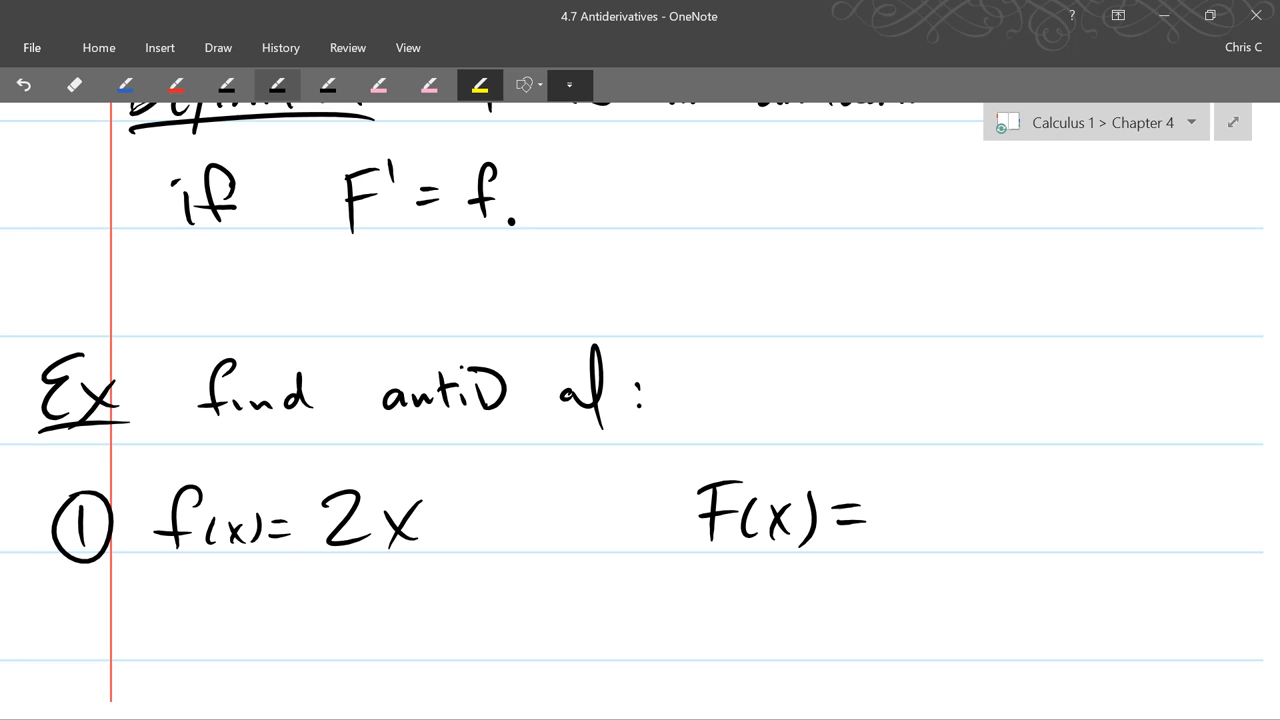 4.7 Antiderivatives - OneNote
?
File Home Insert Draw History Review View Chris C
Calculus 1 > Chapter 4
if F' = f.
Ex find antiD of:
① f(x) = 2x F(x) =